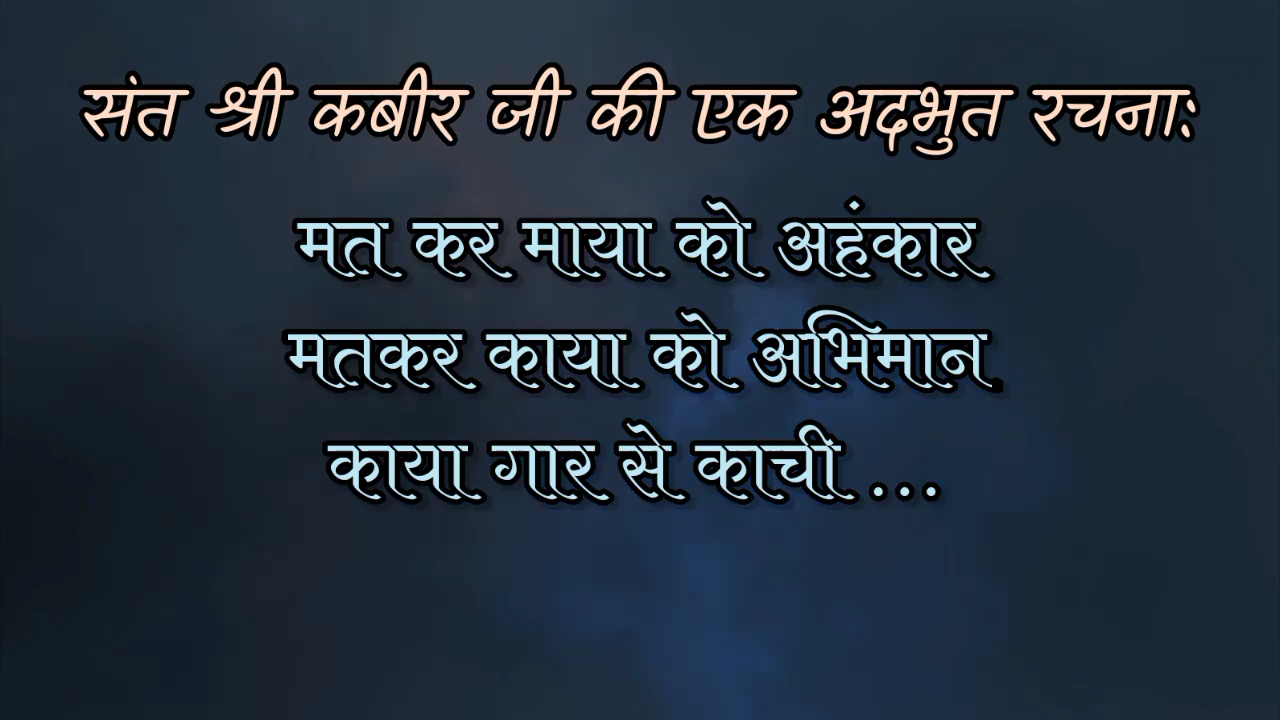 संत श्री कबीर जी की एक अदभुत रचना:
मत कर माया को अहंकार
मतकर काया को अभिमान
काया गार से काची ...